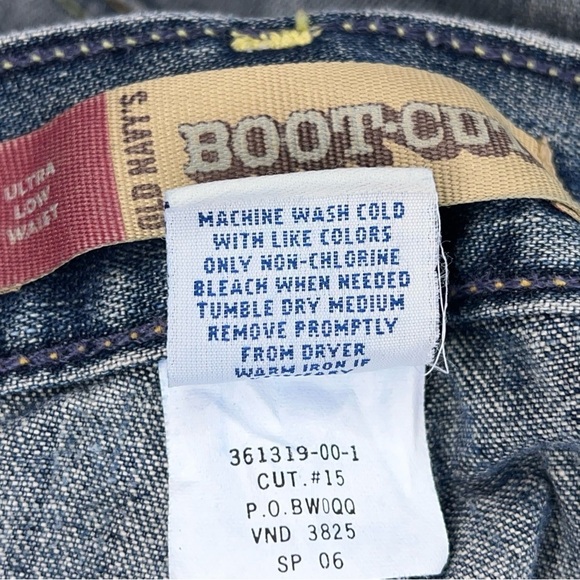 ULTRA
LOW
WAIST
OLD NAVY'S
BOOT-CUT
MACHINE WASH COLD
WITH LIKE COLORS
ONLY NON-CHLORINE
BLEACH WHEN NEEDED
TUMBLE DRY MEDIUM
REMOVE PROMPTLY
FROM DRYER
WARM IRON IF
361319-00-1
CUT.#15
P.O.BW0QQ
VND 3825
SP 06